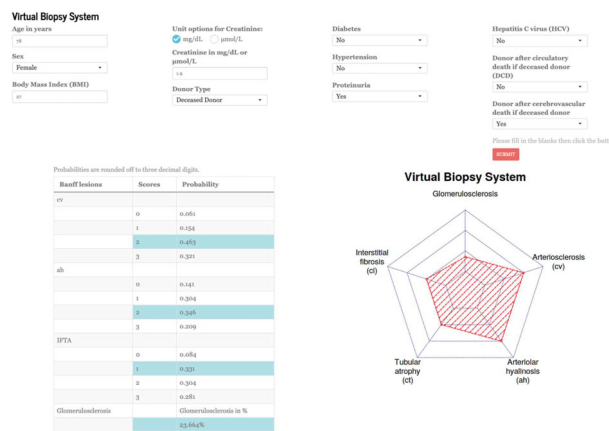 Virtual Biopsy System
Age in years
78
Sex
Female
Body Mass Index (BMI)
27
Unit options for Creatinine:
mg/dL µmol/L
Creatinine in mg/dL or
µmol/L
1.4
Donor Type
Deceased Donor
Diabetes
No
Hypertension
No
Proteinuria
Yes
Hepatitis C virus (HCV)
No
Donor after circulatory
death if deceased donor
(DCD)
No
Donor after cerebrovascular
death if deceased donor
Yes
Please fill in the blanks then click the butt
SUBMIT
Probabilities are rounded off to three decimal digits.
Banff lesions Scores Probability
cv
0 0.061
1 0.154
2 0.463
3 0.321
ah
0 0.141
1 0.304
2 0.346
3 0.209
IFTA
0 0.084
1 0.331
2 0.304
3 0.281
Glomerulosclerosis Glomerulosclerosis in %
23.664%
Virtual Biopsy System
Glomerulosclerosis
Arteriosclerosis
(cv)
Arteriolar
hyalinosis
(ah)
Tubular
atrophy
(ct)
Interstitial
fibrosis
(ci)